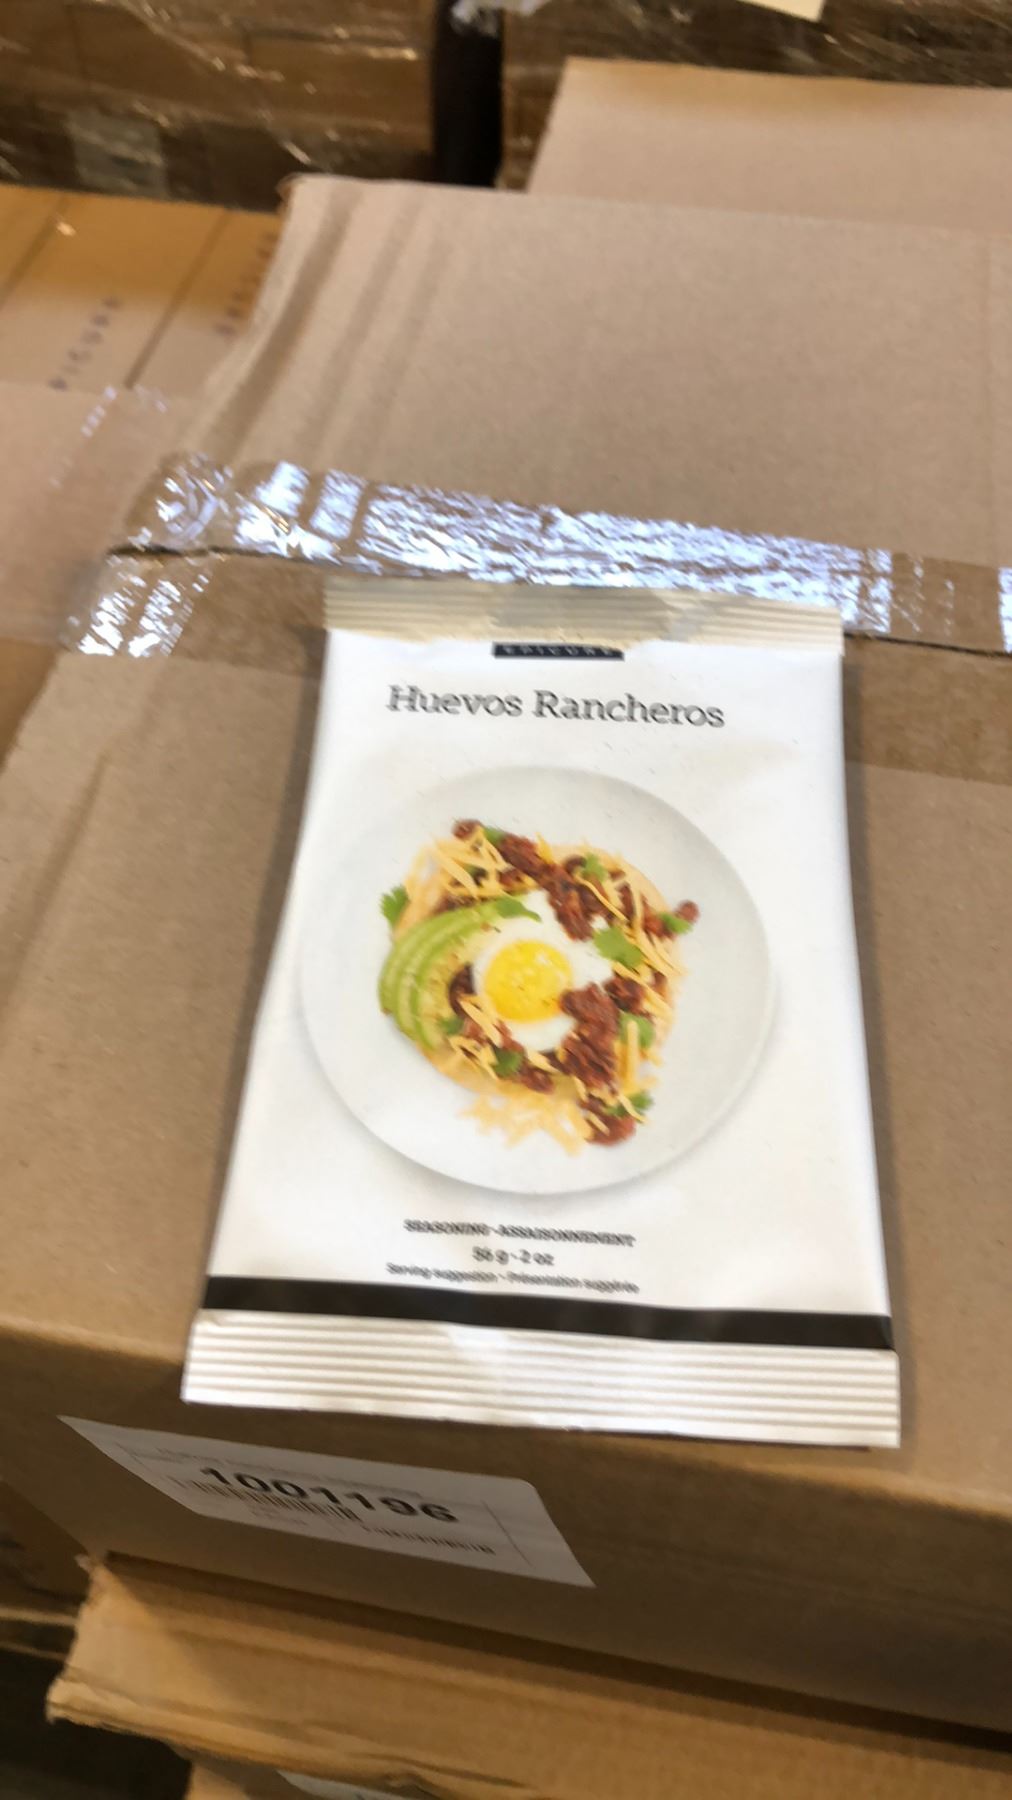 EPICURE
Huevos Rancheros
SEASONING • ASSAISONNEMENT
56 g • 2 oz
Serving suggestion • Présentation suggérée
1001196